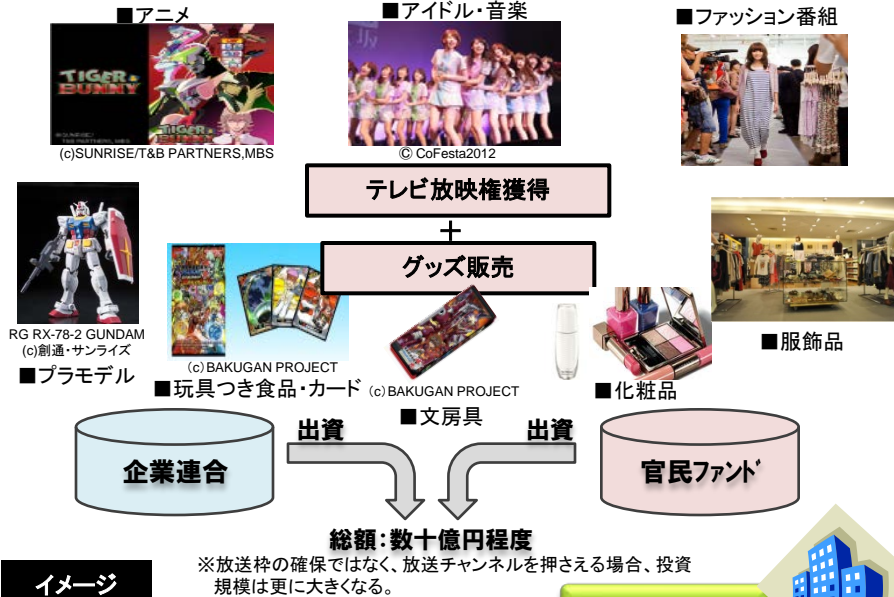 ■アニメ
■アイドル・音楽
■ファッション番組
TIGER&
BUNNY
TIGER&
BUNNY
(c)SUNRISE/T&B PARTNERS,MBS
© CoFesta2012
テレビ放映権獲得
＋
グッズ販売
RG RX-78-2 GUNDAM
(c)創通・サンライズ
■プラモデル
（c）BAKUGAN PROJECT
■玩具つき食品・カード
（c）BAKUGAN PROJECT
■文房具
■化粧品
■服飾品
企業連合
出資
出資
官民ファンド
総額：数十億円程度
※放送枠の確保ではなく、放送チャンネルを押さえる場合、投資
規模は更に大きくなる。
イメージ